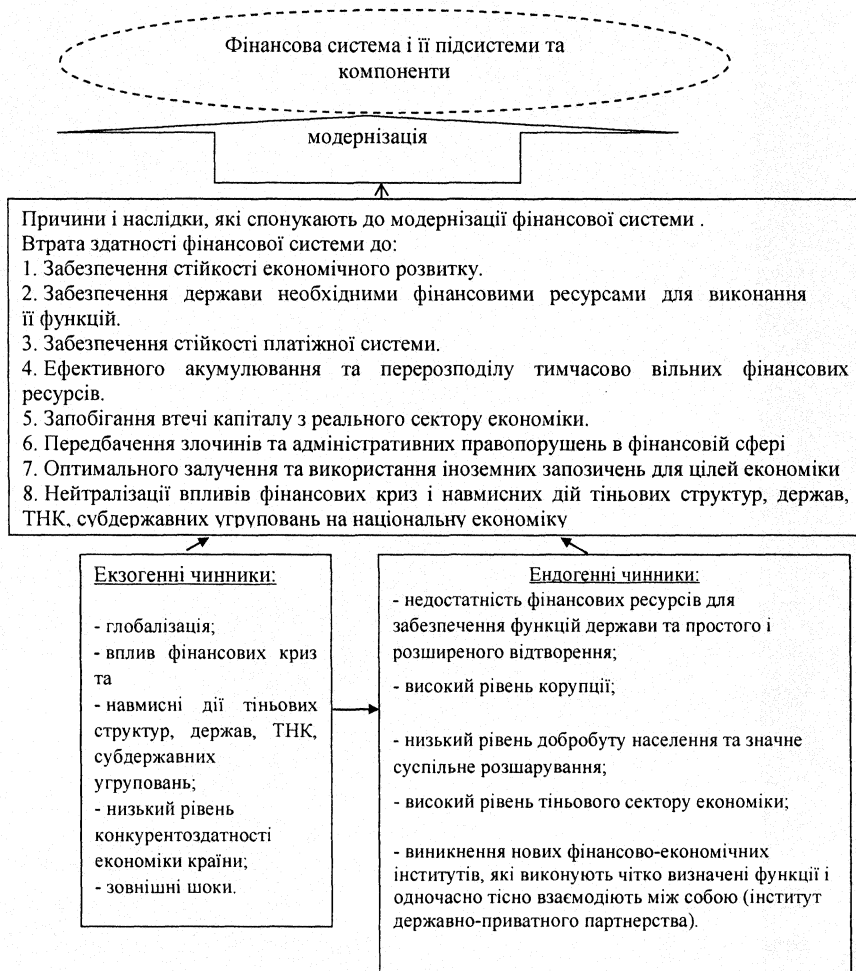 Фінансова система і її підсистеми та
компоненти
модернізація
Причини і наслідки, які спонукають до модернізації фінансової системи .
Втрата здатності фінансової системи до:
1. Забезпечення стійкості економічного розвитку.
2. Забезпечення держави необхідними фінансовими ресурсами для виконання
її функцій.
3. Забезпечення стійкості платіжної системи.
4. Ефективного акумулювання та перерозподілу тимчасово вільних фінансових
ресурсів.
5. Запобігання втечі капіталу з реального сектору економіки.
6. Передбачення злочинів та адміністративних правопорушень в фінансовій сфері
7. Оптимального залучення та використання іноземних запозичень для цілей економіки
8. Нейтралізації впливів фінансових криз і навмисних дій тіньових структур, держав,
ТНК, субдержавних угруповань на національну економіку
Екзогенні чинники:
- глобалізація;
- вплив фінансових криз
та
- навмисні дії тіньових
структур, держав, ТНК,
субдержавних
угруповань;
- низький рівень
конкурентоздатності
економіки країни;
- зовнішні шоки.
Ендогенні чинники:
- недостатність фінансових ресурсів для
забезпечення функцій держави та простого і
розширеного відтворення;
- високий рівень корупції;
- низький рівень добробуту населення та значне
суспільне розшарування;
- високий рівень тіньового сектору економіки;
- виникнення нових фінансово-економічних
інститутів, які виконують чітко визначені функції і
одночасно тісно взаємодіють між собою (інститут
державно-приватного партнерства).